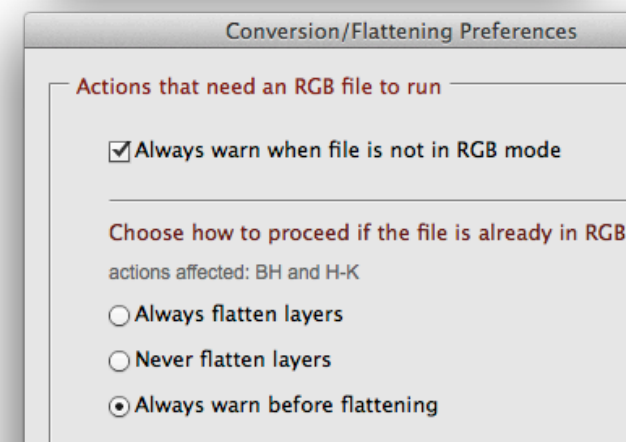 Conversion/Flattening Preferences
Actions that need an RGB file to run
Always warn when file is not in RGB mode
Choose how to proceed if the file is already in RGB
actions affected: BH and H-K
Always flatten layers
Never flatten layers
Always warn before flattening